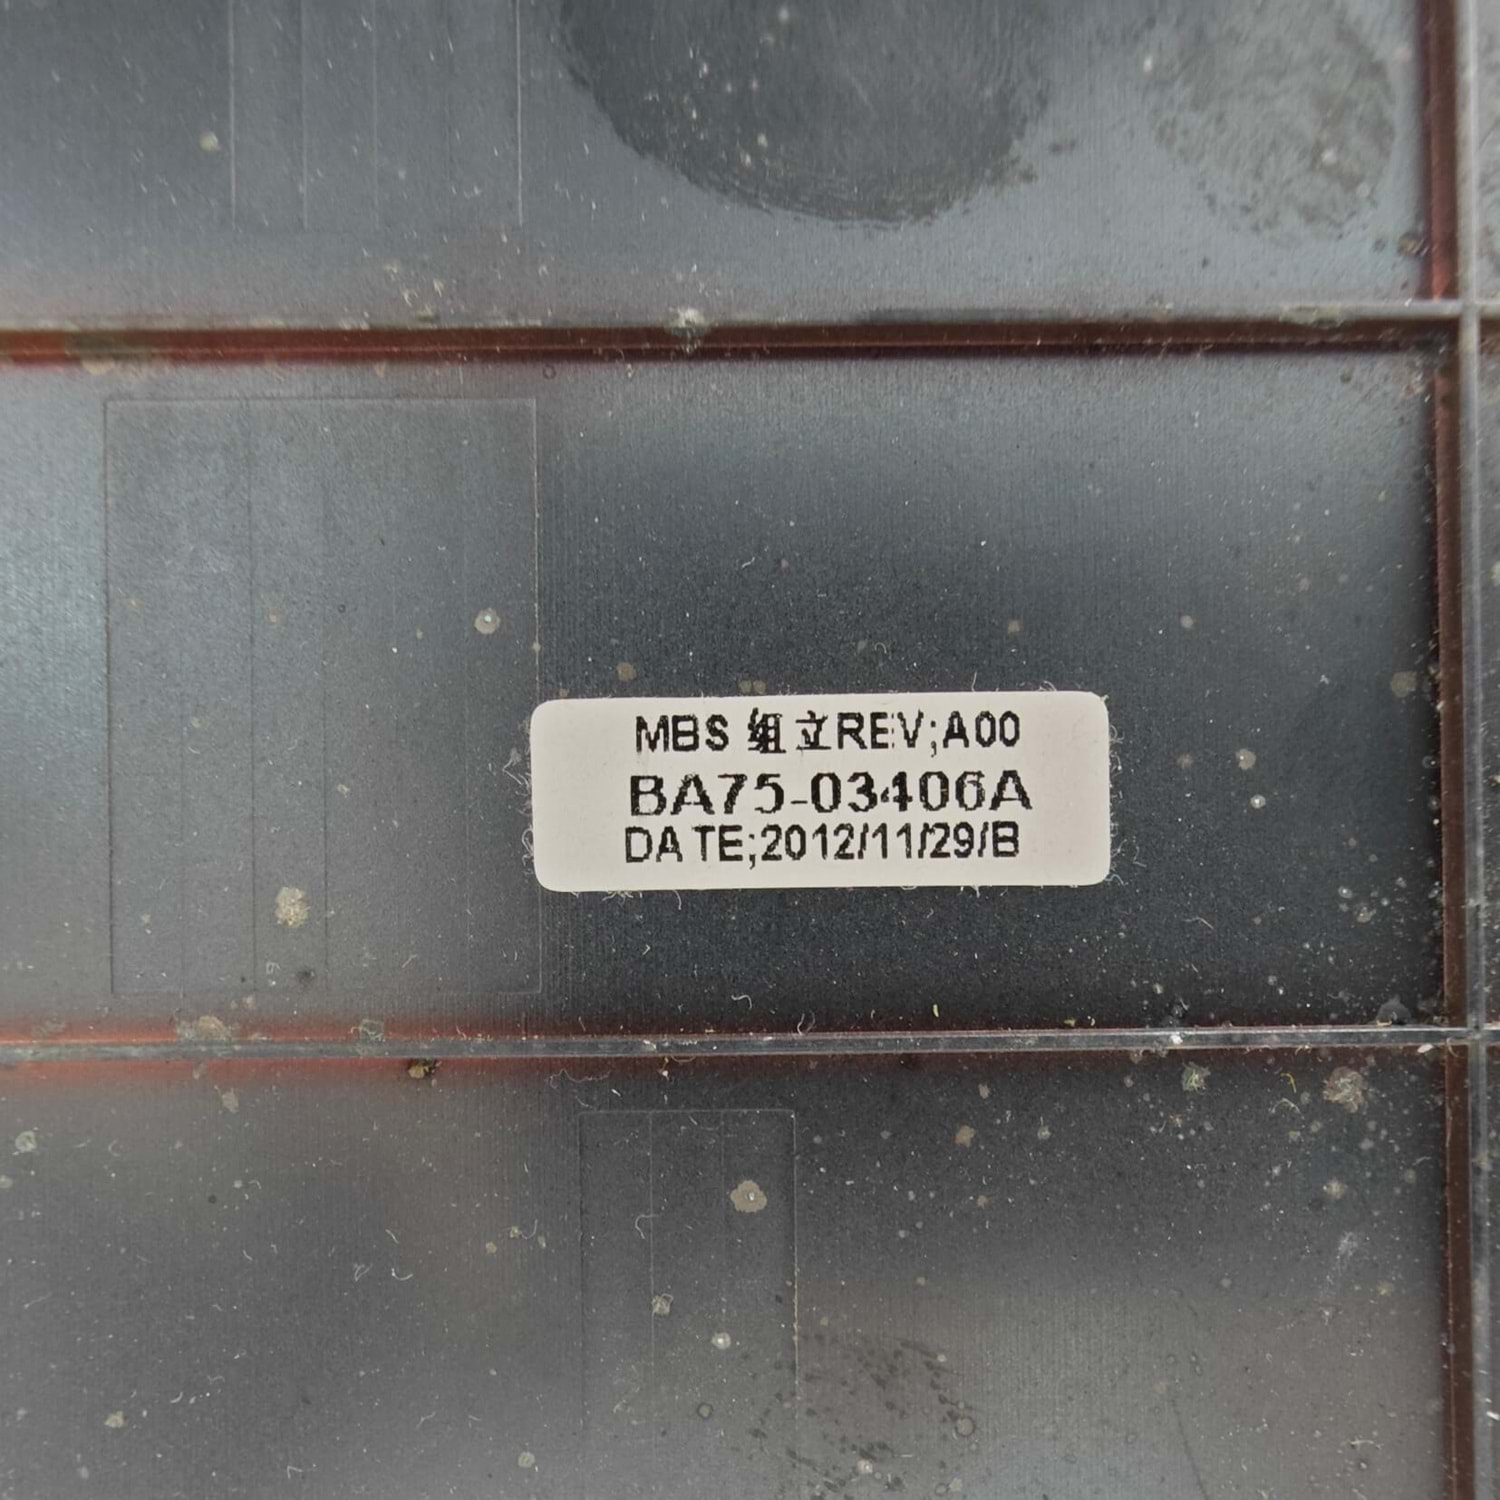 MBS 组立REV;A00
BA75-03406A
DATE;2012/11/29/B